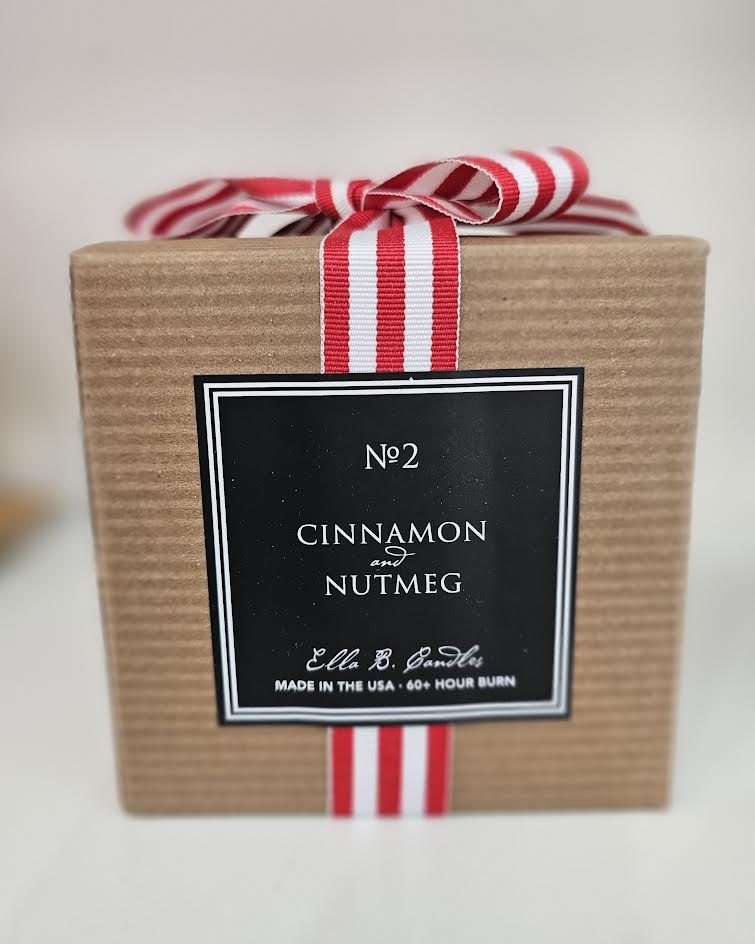 №2
CINNAMON
and
NUTMEG
Ella B. Candles
MADE IN THE USA · 60+ HOUR BURN